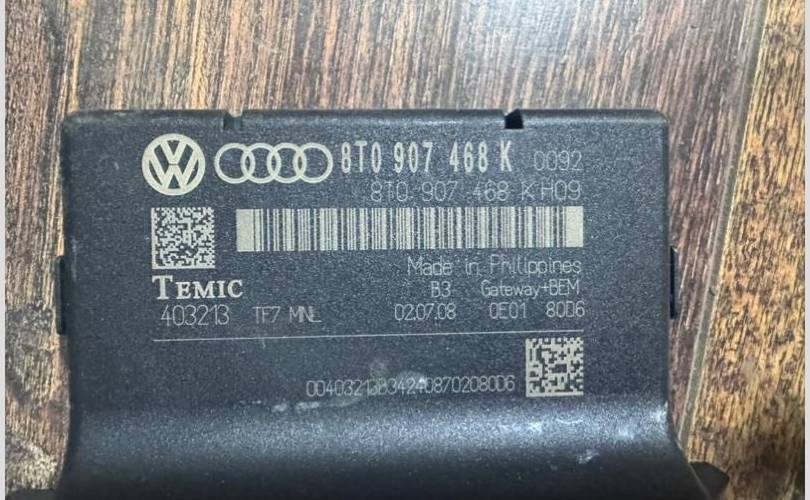 8T0 907 468 K 0092
8T0 907 468 K H09
Made in Philippines
TEMIC B3 Gateway+BEM
403213 TF7 MNL 02.07.08 0E01 80D6